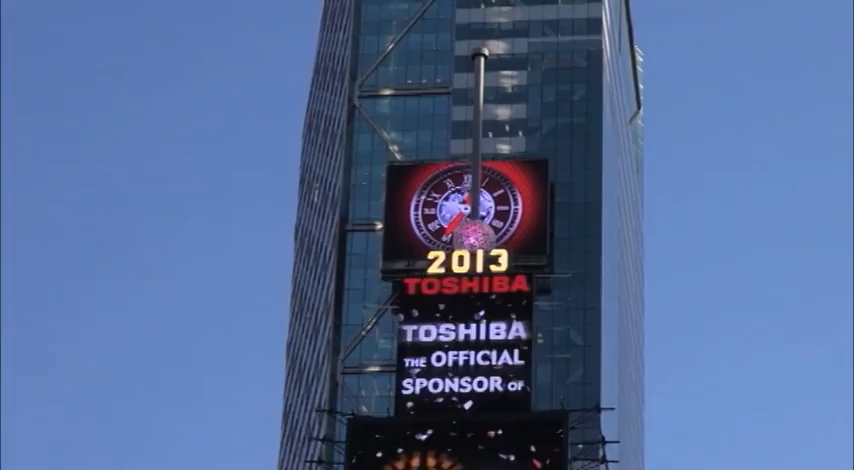 2013
TOSHIBA
TOSHIBA
THE OFFICIAL
SPONSOR OF